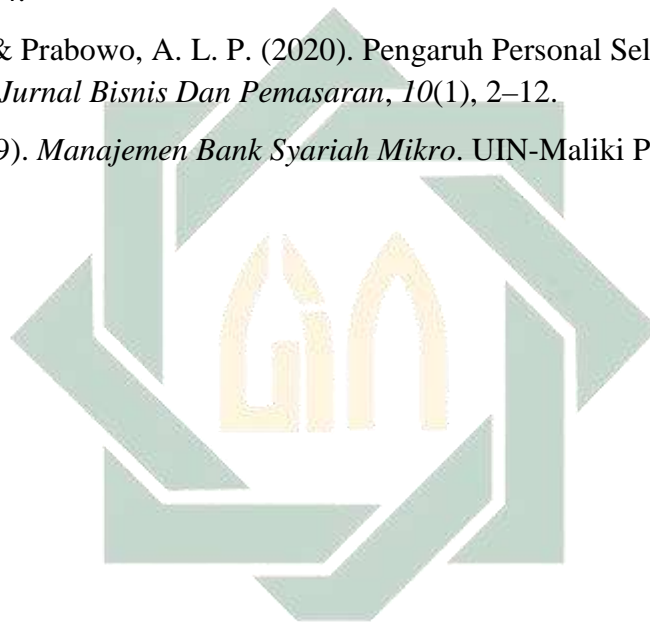 & Prabowo, A. L. P. (2020). Pengaruh Personal Sel
Jurnal Bisnis Dan Pemasaran, 10(1), 2–12.
9). Manajemen Bank Syariah Mikro. UIN-Maliki P
UIN